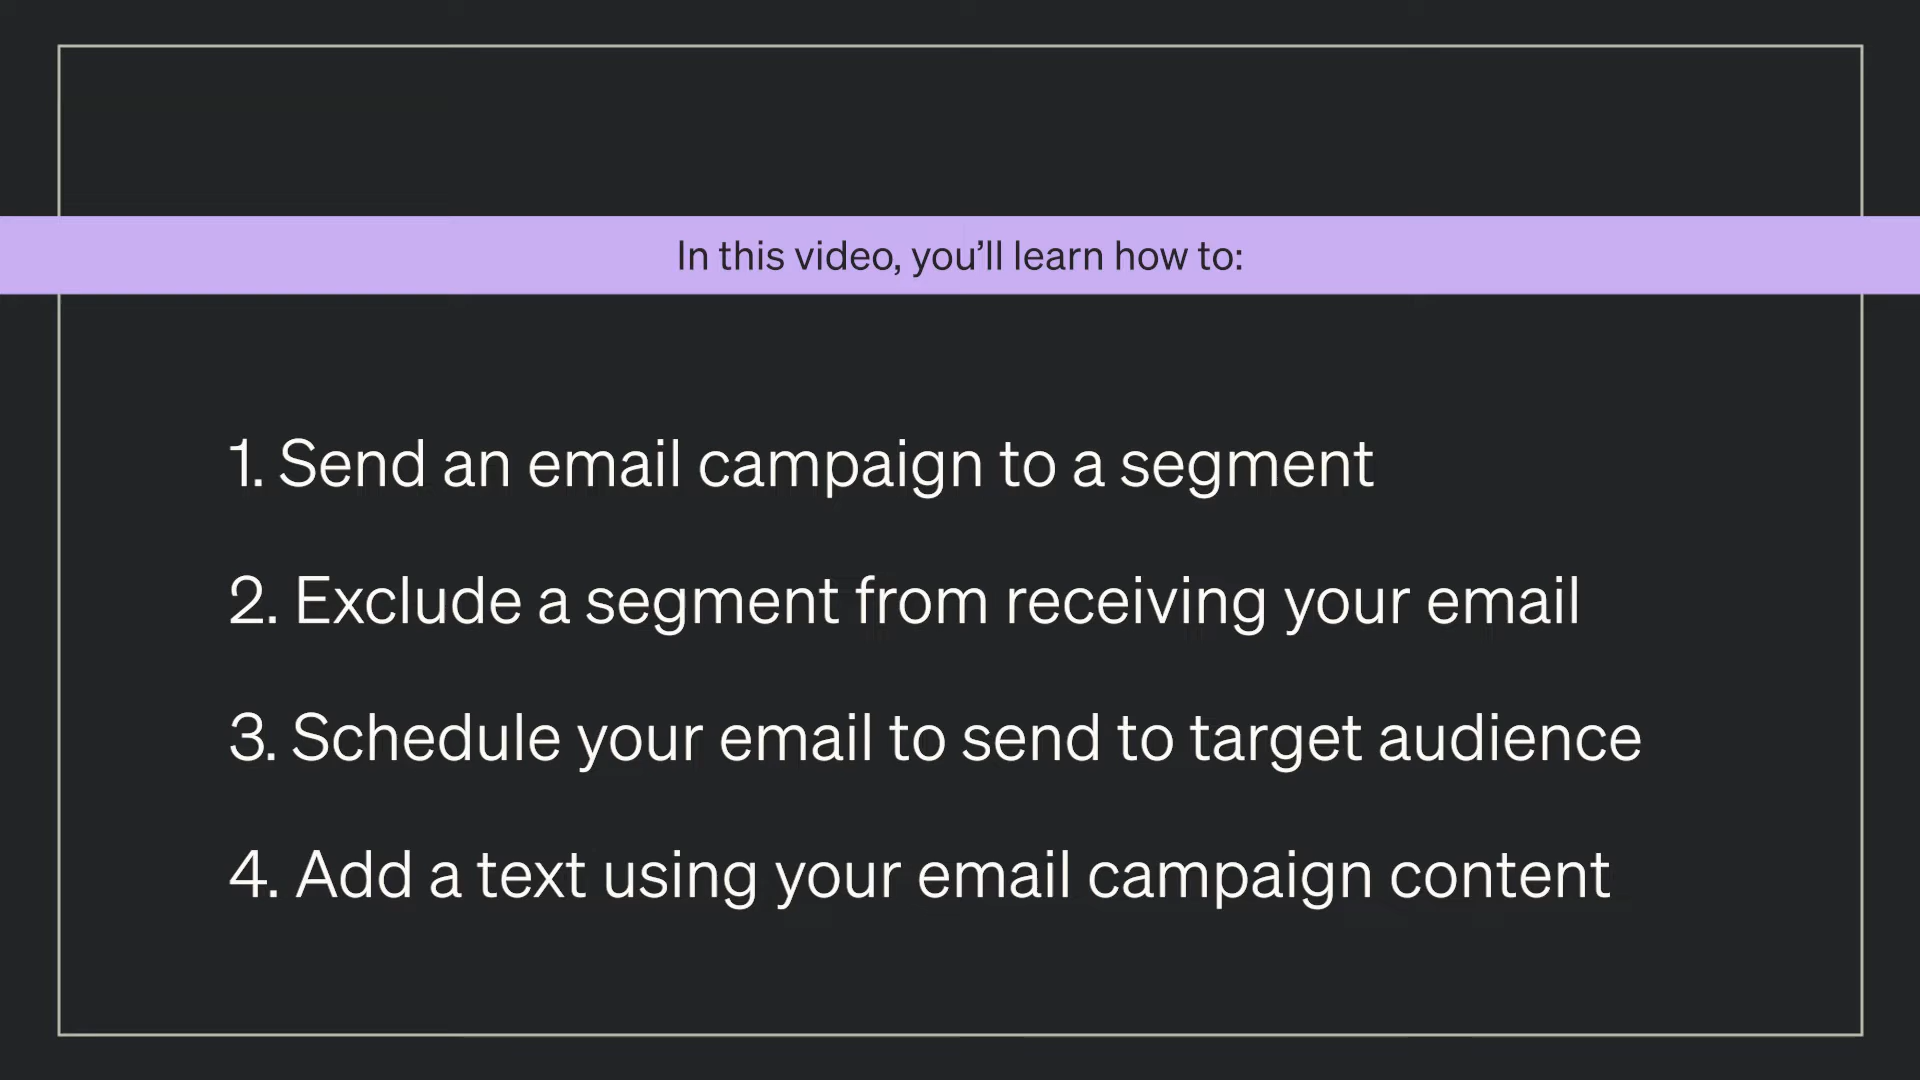 In this video, you’ll learn how to:
1. Send an email campaign to a segment
2. Exclude a segment from receiving your email
3. Schedule your email to send to target audience
4. Add a text using your email campaign content